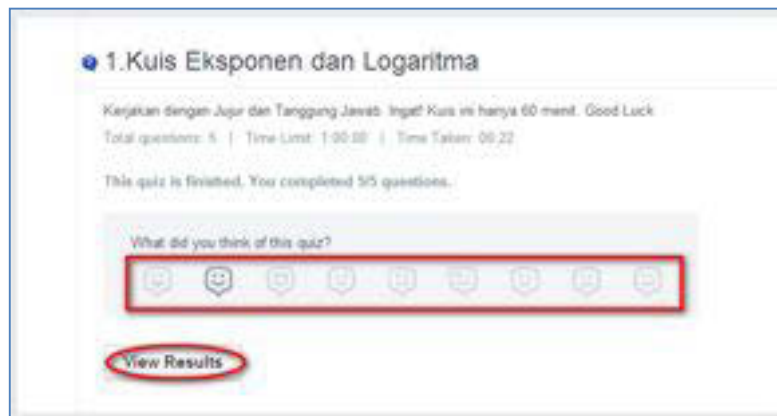 1.Kuis Eksponen dan Logaritma
Kerjakan dengan Jujur dan Tanggung Jawab. Ingat! Kuis ini hanya 60 menit. Good Luck
Total questions: 5 | Time Limit: 1:00:00 | Time Taken: 00:22
This quiz is finished. You completed 5/5 questions.
What did you think of this quiz?
View Results